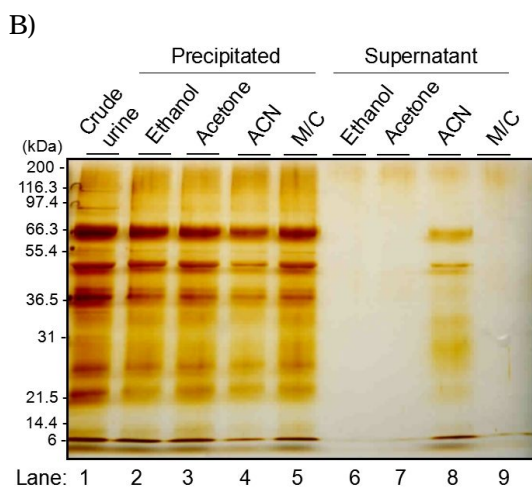 B)
Precipitated Supernatant
Crude urine Ethanol Acetone ACN M/C Ethanol Acetone ACN M/C
(kDa)
200
116.3
97.4
66.3
55.4
36.5
31
21.5
14.4
6
Lane: 1 2 3 4 5 6 7 8 9